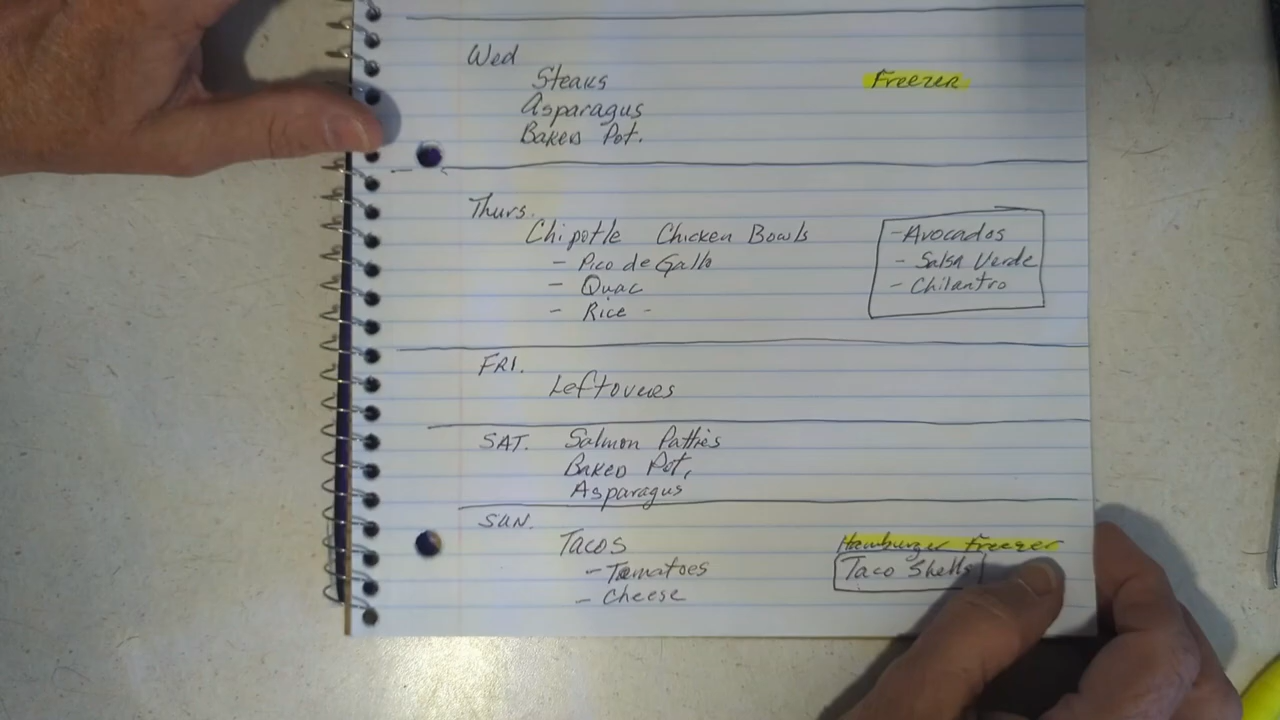 Wed
Steaks Freezer
Asparagus
Baked Pot.
Thurs.
Chipotle Chicken Bowls - Avocados
- Pico de Gallo - Salsa Verde
- Quac - Chilantro
- Rice -
FRI.
Leftovers
SAT. Salmon Patties
Baked Pot.
Asparagus
SUN.
Tacos Hamburger Freezer
- Tomatoes Taco Shells
- Cheese